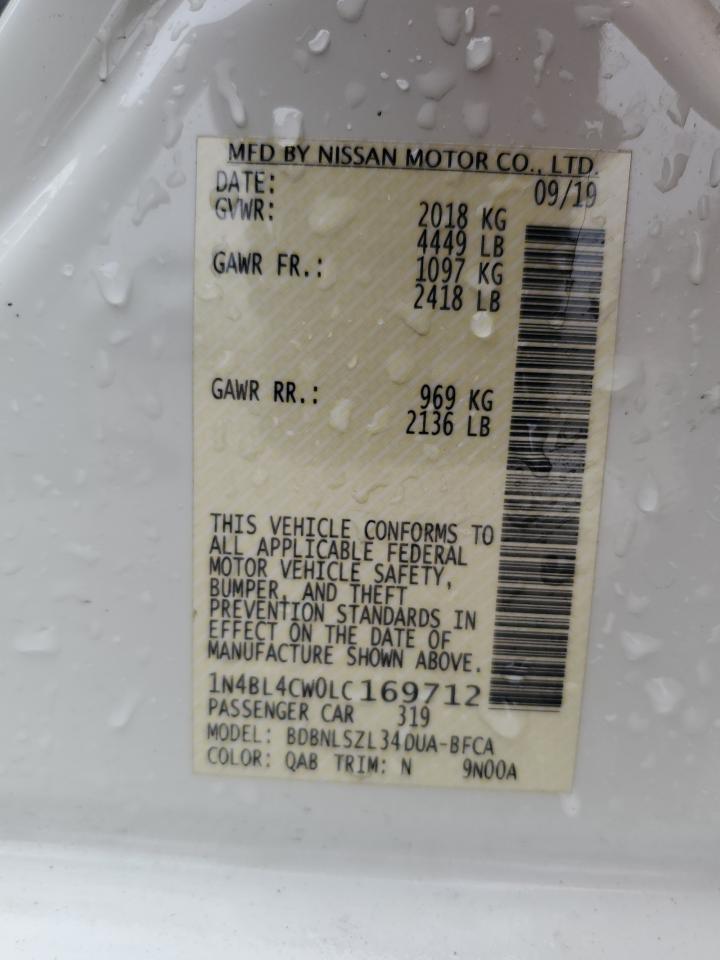 MFD BY NISSAN MOTOR CO., LTD.
DATE: 09/19
GVWR: 2018 KG
4449 LB
GAWR FR.: 1097 KG
2418 LB
GAWR RR.: 969 KG
2136 LB
THIS VEHICLE CONFORMS TO
ALL APPLICABLE FEDERAL
MOTOR VEHICLE SAFETY,
BUMPER, AND THEFT
PREVENTION STANDARDS IN
EFFECT ON THE DATE OF
MANUFACTURE SHOWN ABOVE.
1N4BL4CW0LC169712
PASSENGER CAR 319
MODEL: BDBNLSZL34DUA-BFCA
COLOR: QAB TRIM: N 9N00A